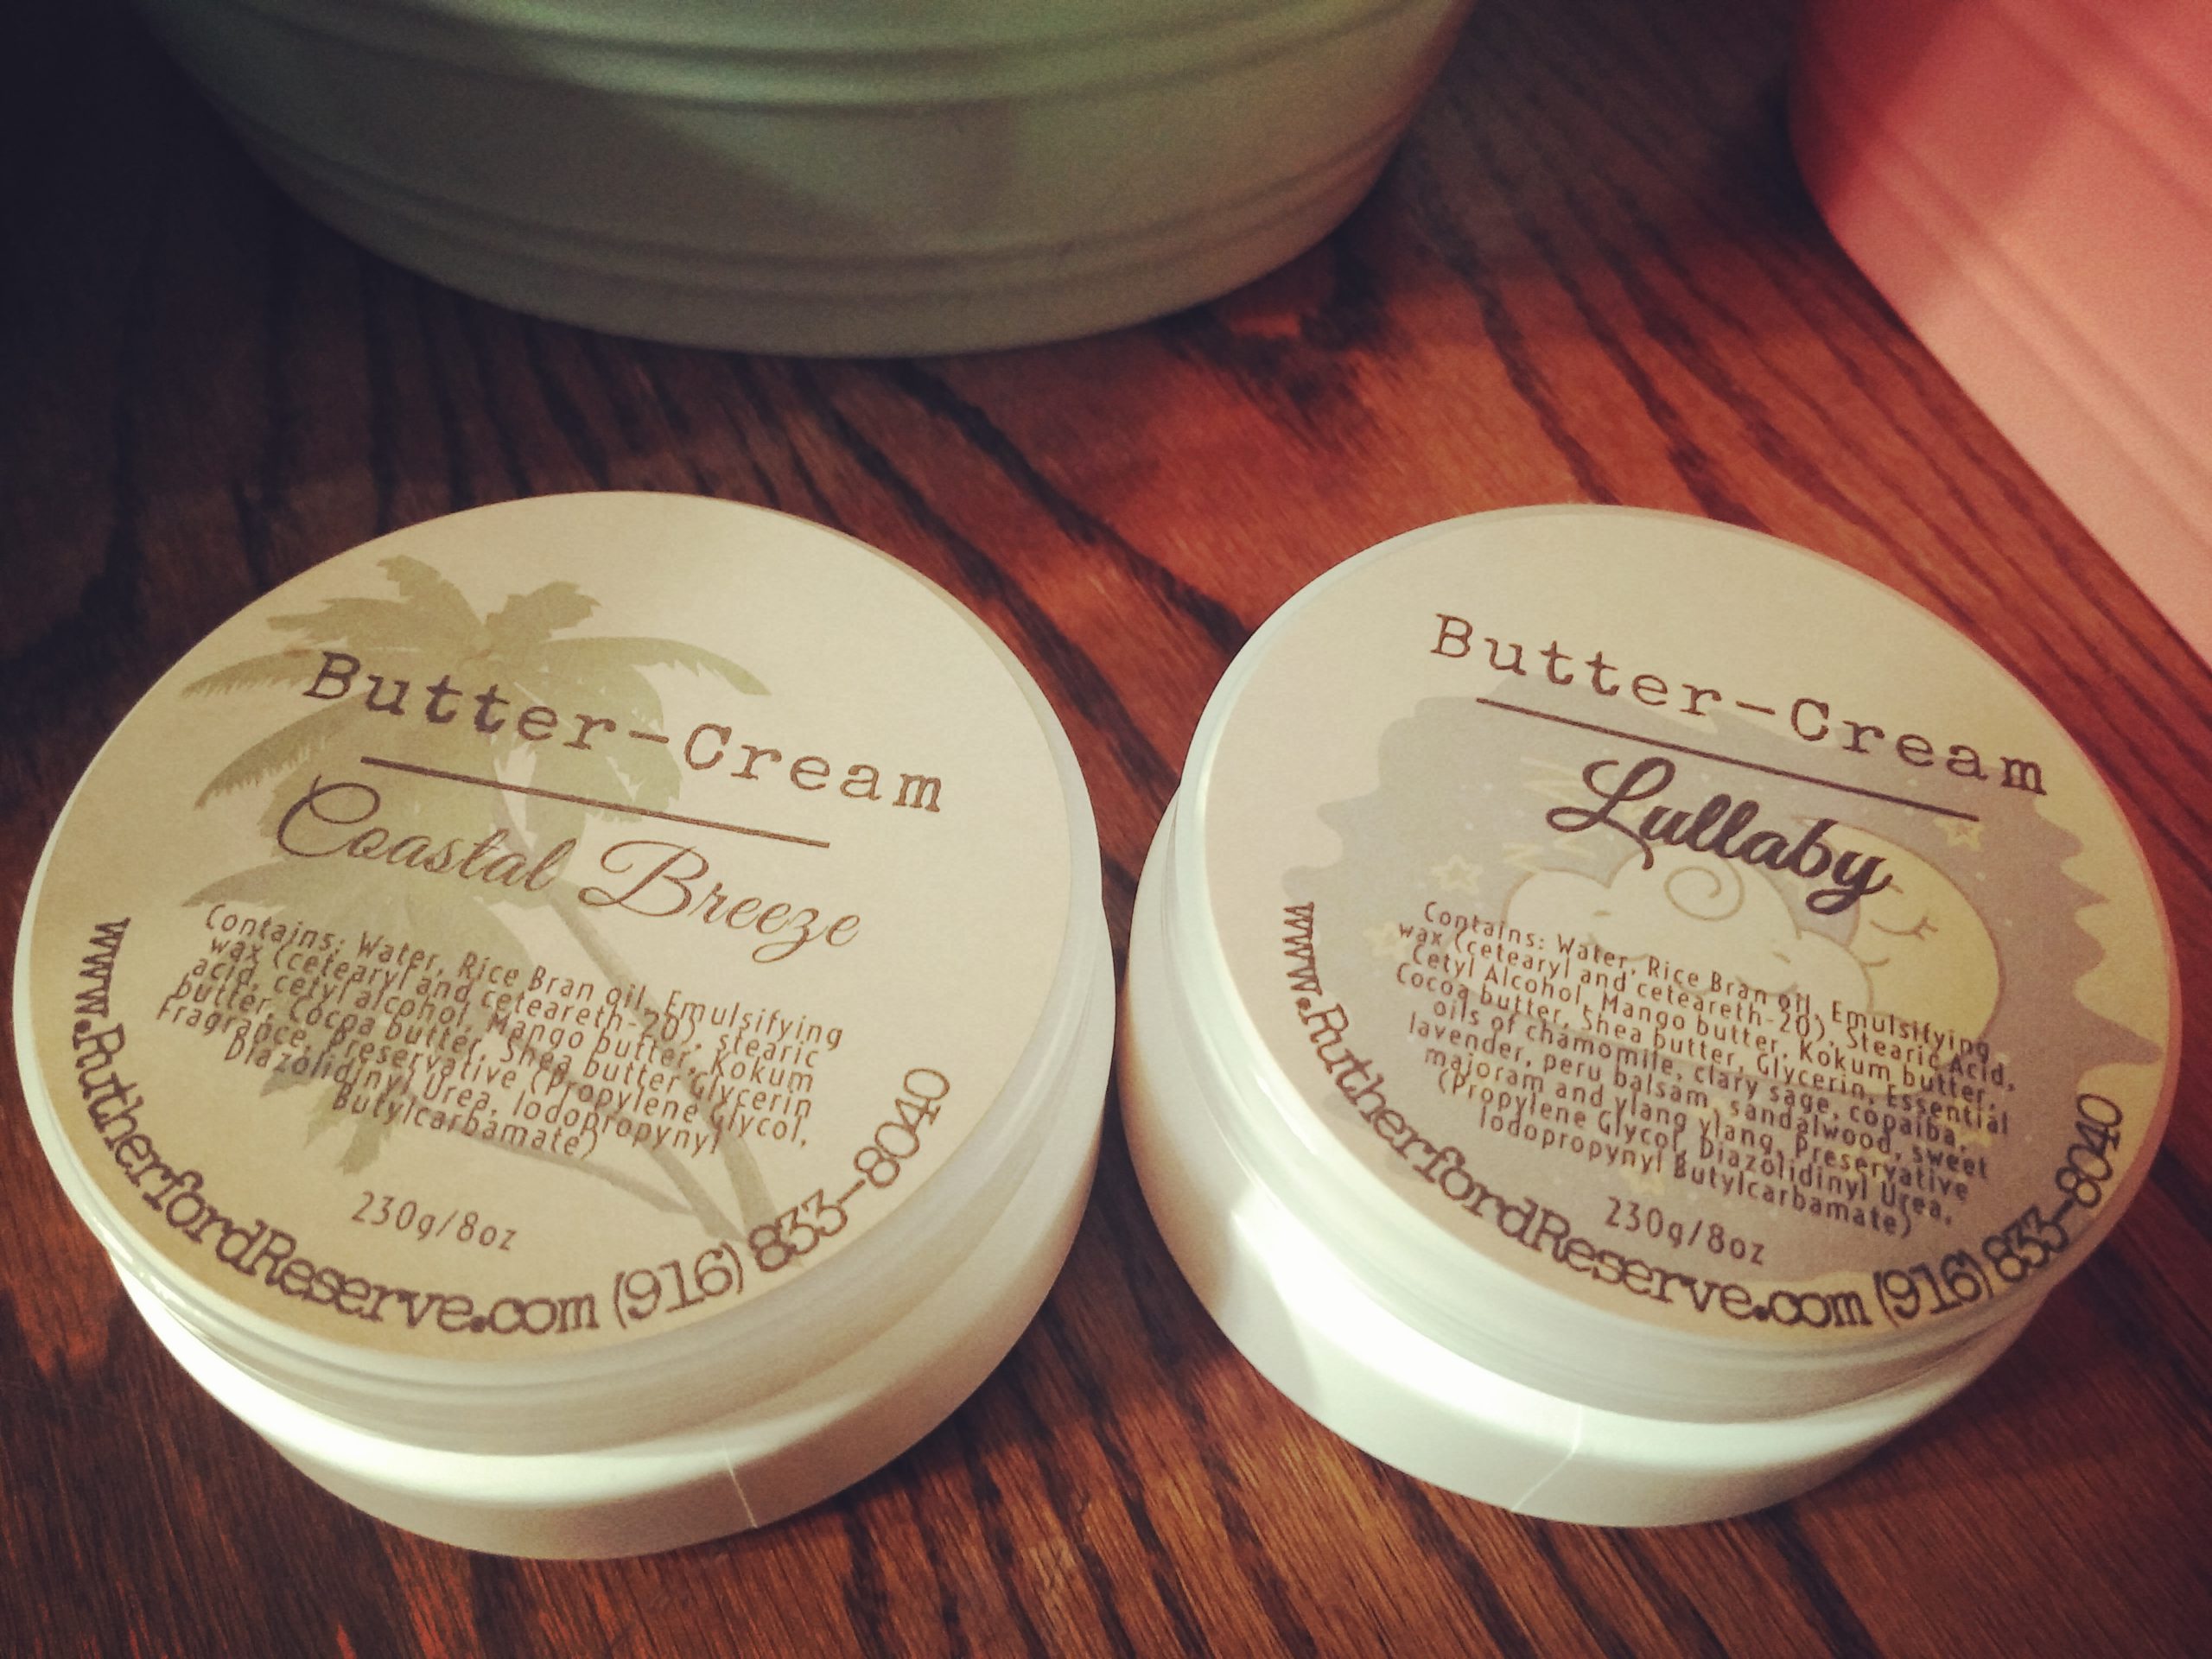 Butter-Cream
Coastal Breeze
Contains: Water, Rice Bran oil, Emulsifying
wax (cetearyl and ceteareth-20), stearic
acid, cetyl alcohol, Mango butter, Kokum
butter, Cocoa butter, Shea butter Glycerin
Fragrance, Preservative (Propylene Glycol,
Diazolidinyl Urea, Iodopropynyl
Butylcarbamate)
230g/8oz
www.RutherfordReserve.com (916) 833-8040
Butter-Cream
Lullaby
Contains: Water, Rice Bran oil, Emulsifying
wax (cetearyl and ceteareth-20), Stearic Acid,
Cetyl Alcohol, Mango butter, Kokum butter,
Cocoa butter, Shea butter, Glycerin, Essential
oils of chamomile, clary sage, copaiba,
lavender, peru balsam, sandalwood, sweet
majoram and ylang ylang, Preservative
(Propylene Glycol, Diazolidinyl Urea,
Iodopropynyl Butylcarbamate)
230g/8oz
www.RutherfordReserve.com (916) 833-8040